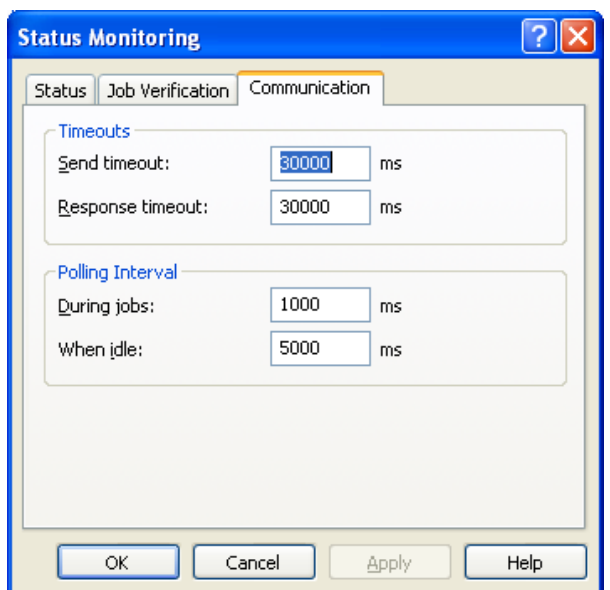 Status Monitoring
Status Job Verification Communication
Timeouts
Send timeout: 30000 ms
Response timeout: 30000 ms
Polling Interval
During jobs: 1000 ms
When idle: 5000 ms
OK Cancel Apply Help